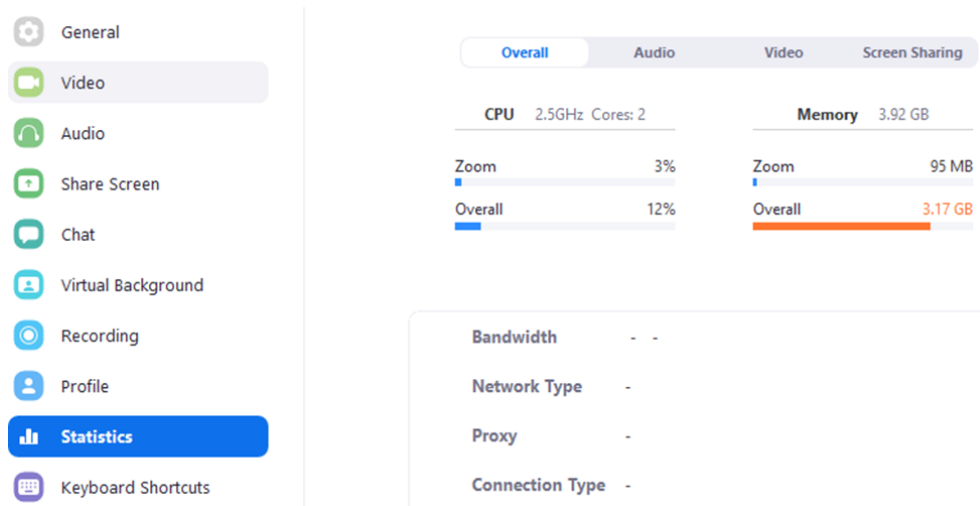 General
Video
Audio
Share Screen
Chat
Virtual Background
Recording
Profile
Statistics
Keyboard Shortcuts
Overall Audio Video Screen Sharing
CPU 2.5GHz Cores: 2
Zoom 3%
Overall 12%
Memory 3.92 GB
Zoom 95 MB
Overall 3.17 GB
Bandwidth - -
Network Type -
Proxy -
Connection Type -